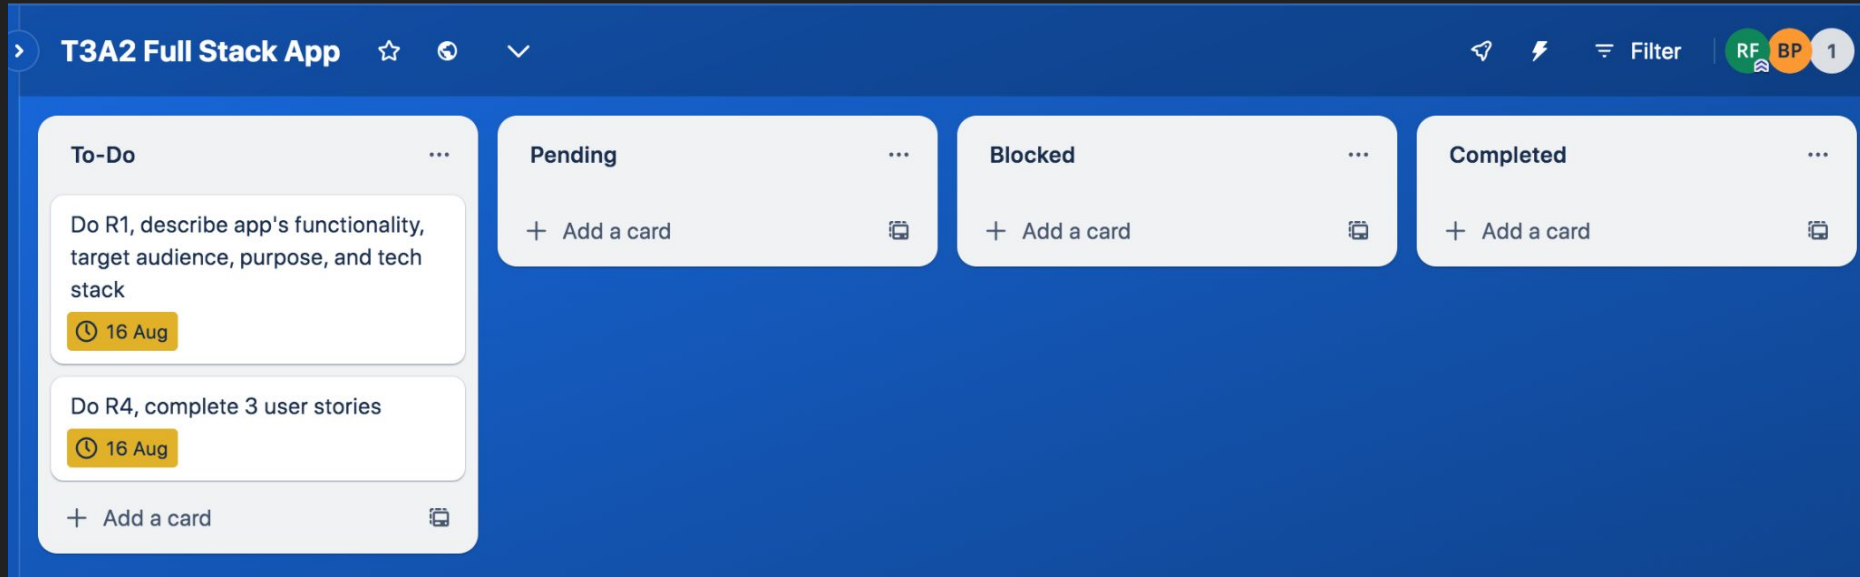 T3A2 Full Stack App
Filter
RF
BP
1
To-Do
Do R1, describe app's functionality,
target audience, purpose, and tech
stack
16 Aug
Do R4, complete 3 user stories
16 Aug
+ Add a card
Pending
+ Add a card
Blocked
+ Add a card
Completed
+ Add a card